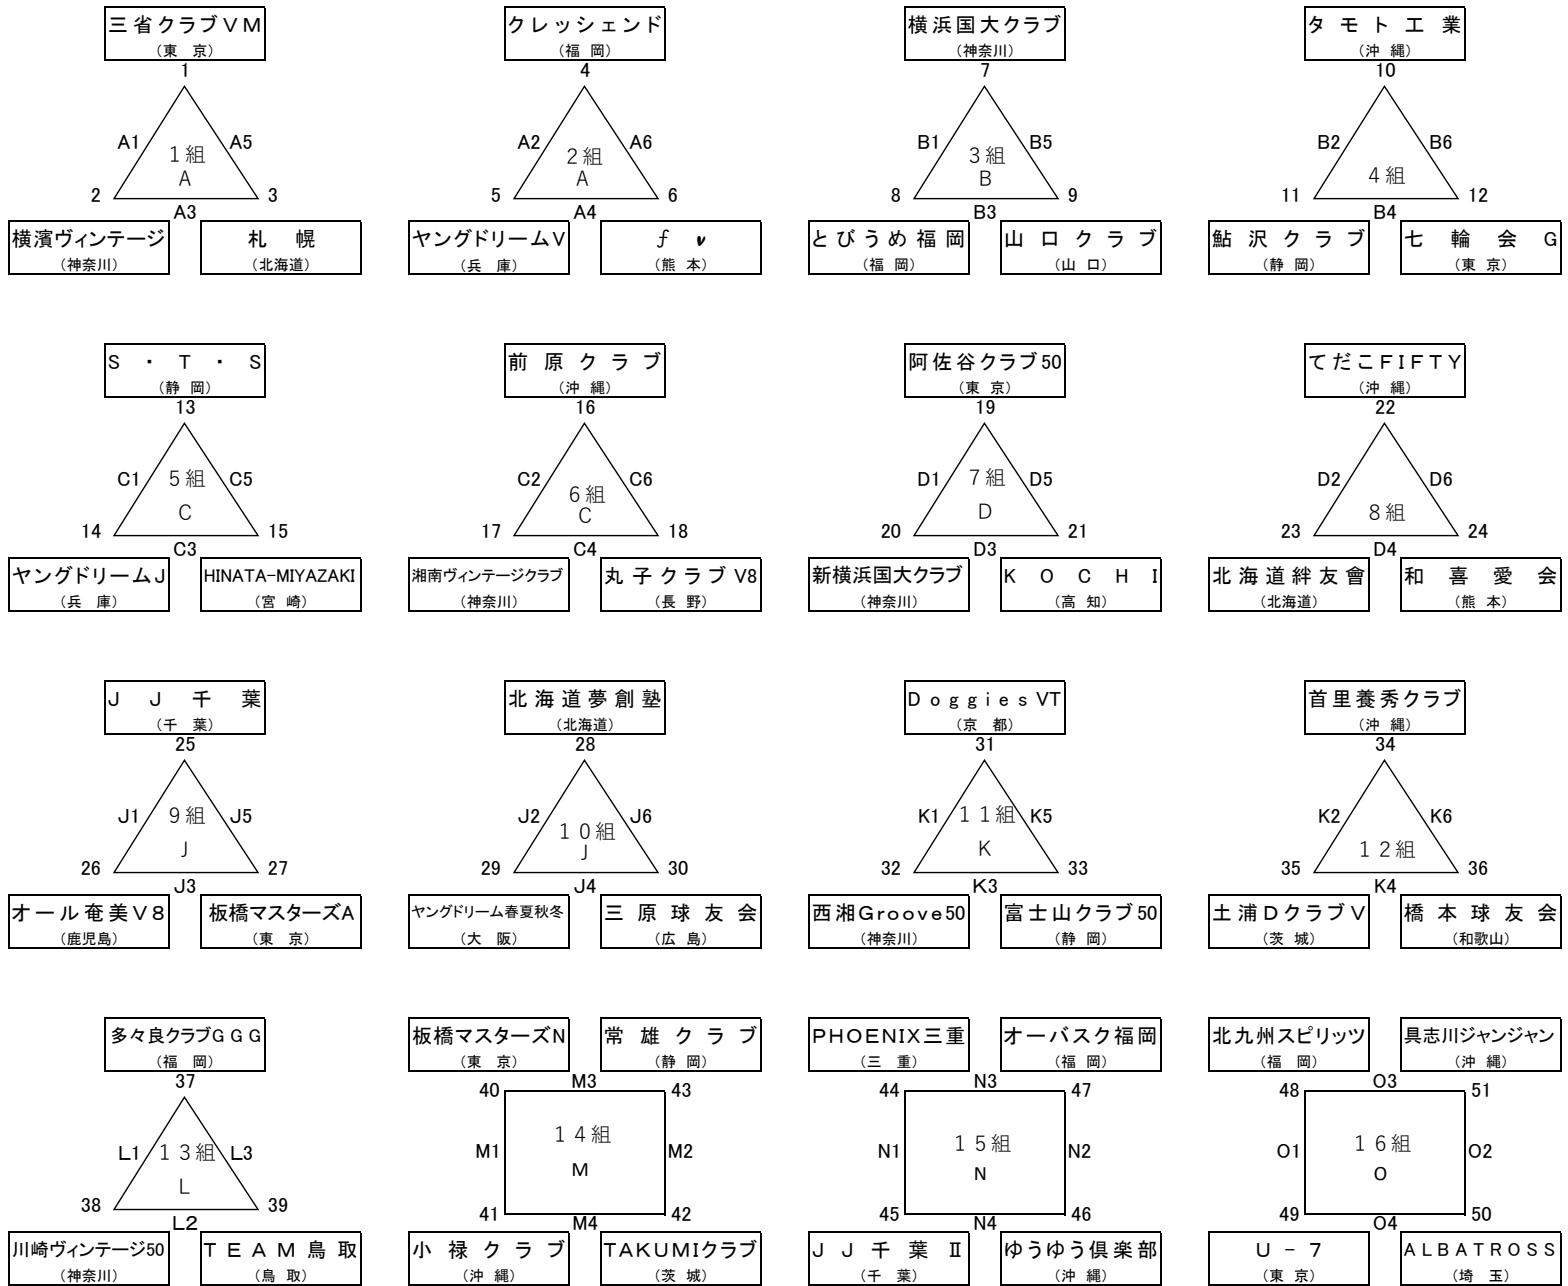 三省クラブＶＭ
（東 京）
1
A1
A5
1組
A
2
3
A3
横濱ヴィンテージ
（神奈川）
札 幌
（北海道）
クレッシェンド
（福 岡）
4
A2
A6
2組
A
5
6
A4
ヤングドリームＶ
（兵 庫）
ｆ ν
（熊 本）
横浜国大クラブ
（神奈川）
7
B1
B5
3組
B
8
9
B3
とびうめ福岡
（福 岡）
山口クラブ
（山 口）
タモト工業
（沖 縄）
10
B2
B6
4組
11
12
B4
鮎沢クラブ
（静 岡）
七輪会Ｇ
（東 京）
Ｓ・Ｔ・Ｓ
（静 岡）
13
C1
C5
5組
C
14
15
C3
ヤングドリームＪ
（兵 庫）
HINATA-MIYAZAKI
（宮 崎）
前原クラブ
（沖 縄）
16
C2
C6
6組
C
17
18
C4
湘南ヴィンテージクラブ
（神奈川）
丸子クラブV8
（長 野）
阿佐谷クラブ50
（東 京）
19
D1
D5
7組
D
20
21
D3
新横浜国大クラブ
（神奈川）
ＫＯＣＨＩ
（高 知）
てだこＦＩＦＴＹ
（沖 縄）
22
D2
D6
8組
23
24
D4
北海道絆友會
（北海道）
和喜愛会
（熊 本）
ＪＪ千葉
（千 葉）
25
J1
J5
9組
J
26
27
J3
オール奄美Ｖ８
（鹿児島）
板橋マスターズA
（東 京）
北海道夢創塾
（北海道）
28
J2
J6
10組
J
29
30
J4
ヤングドリーム春夏秋冬
（大 阪）
三原球友会
（広 島）
Ｄｏｇｇｉｅｓ VT
（京 都）
31
K1
K5
11組
K
32
33
K3
西湘Ｇｒｏｏｖｅ50
（神奈川）
富士山クラブ50
（静 岡）
首里養秀クラブ
（沖 縄）
34
K2
K6
12組
35
36
K4
土浦ＤクラブＶ
（茨 城）
橋本球友会
（和歌山）
多々良クラブＧＧＧ
（福 岡）
37
L1
L3
13組
L
38
39
L2
川崎ヴィンテージ50
（神奈川）
ＴＥＡＭ鳥取
（鳥 取）
板橋マスターズN
（東 京）
常雄クラブ
（静 岡）
M3
40
43
14組
M1
M2
M
41
42
M4
小禄クラブ
（沖 縄）
TAKUMIクラブ
（茨 城）
PHOENIX三重
（三 重）
オーバスク福岡
（福 岡）
N3
44
47
15組
N1
N2
N
45
46
N4
ＪＪ千葉Ⅱ
（千 葉）
ゆうゆう倶楽部
（沖 縄）
北九州スピリッツ
（福 岡）
具志川ジャンジャン
（沖 縄）
O3
48
51
16組
O1
O2
O
49
50
O4
Ｕ－７
（東 京）
ＡＬＢＡＴＲＯＳＳ
（埼 玉）